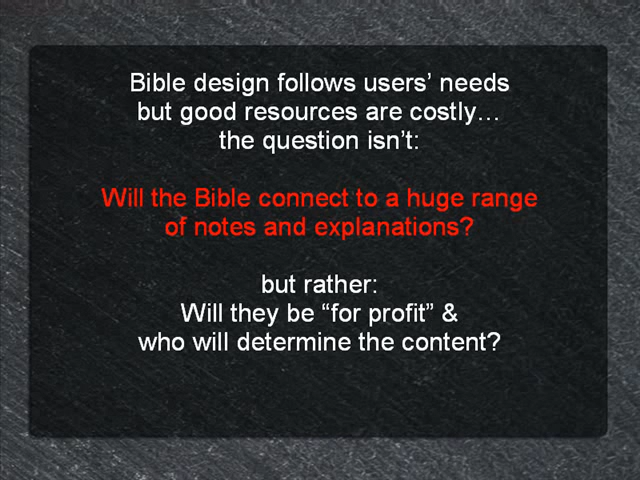 Bible design follows users’ needs
but good resources are costly…
the question isn’t:
Will the Bible connect to a huge range
of notes and explanations?
but rather:
Will they be “for profit” &
who will determine the content?